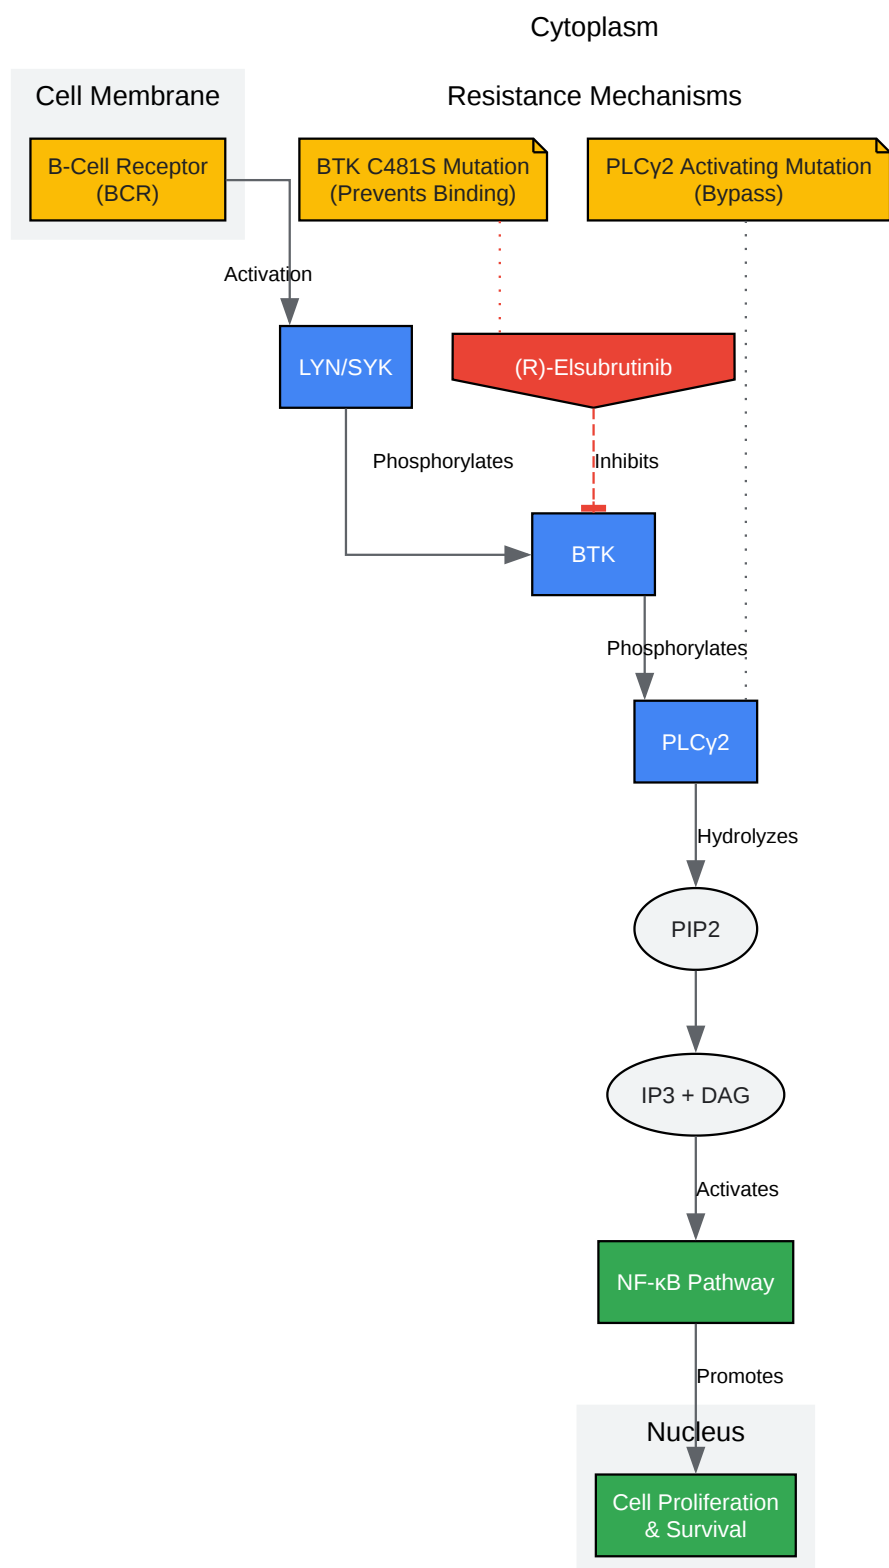 Cytoplasm
Cell Membrane
Resistance Mechanisms
B-Cell Receptor
(BCR)
BTK C481S Mutation
(Prevents Binding)
PLCγ2 Activating Mutation
(Bypass)
Activation
LYN/SYK
(R)-Elsubrutinib
Phosphorylates
Inhibits
BTK
Phosphorylates
PLCγ2
Hydrolyzes
PIP2
IP3 + DAG
Activates
NF-κB Pathway
Promotes
Nucleus
Cell Proliferation
& Survival